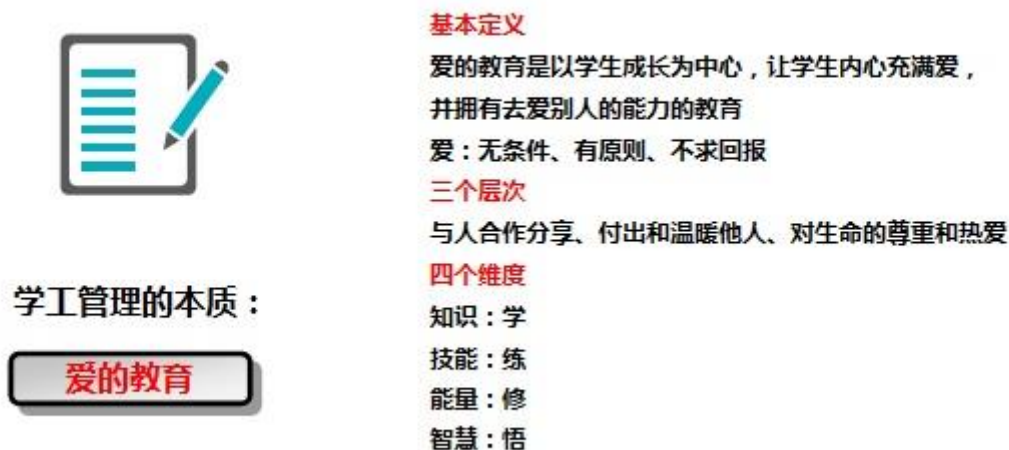 学工管理的本质：
爱的教育
基本定义
爱的教育是以学生成长为中心，让学生内心充满爱，
并拥有去爱别人的能力的教育
爱：无条件、有原则、不求回报
三个层次
与人合作分享、付出和温暖他人、对生命的尊重和热爱
四个维度
知识：学
技能：练
能量：修
智慧：悟